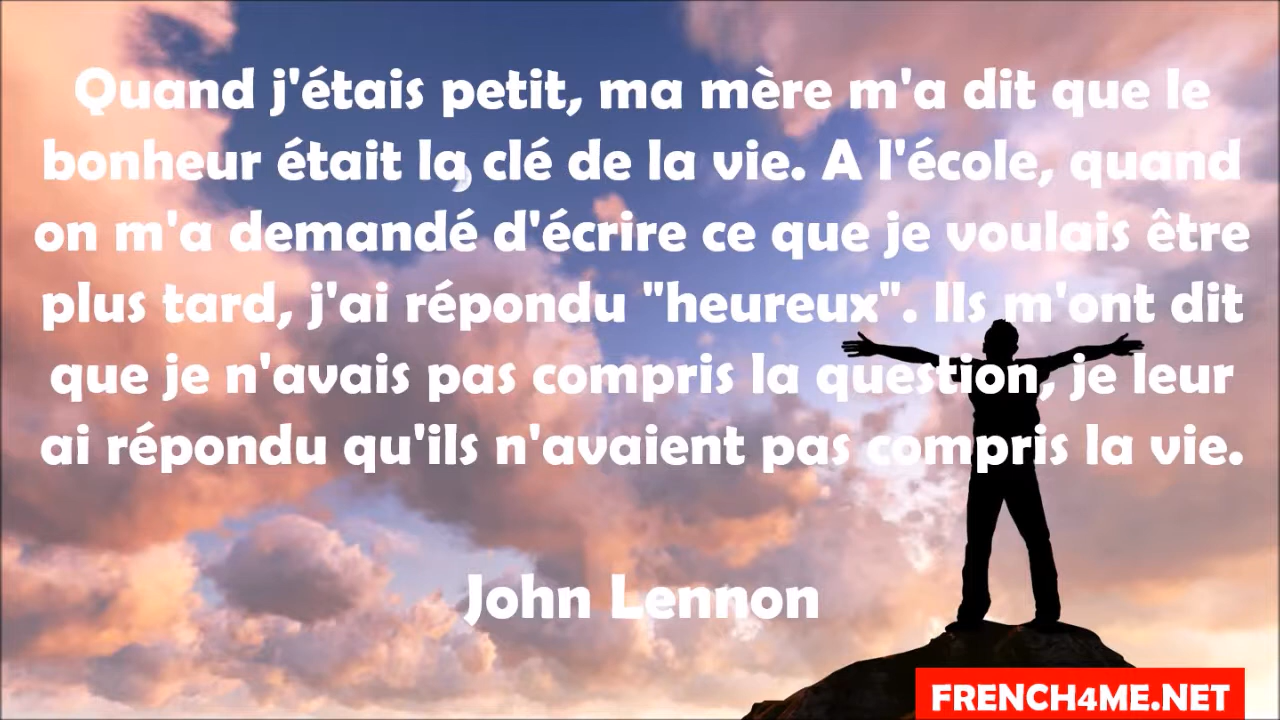 Quand j'étais petit, ma mère m'a dit que le
bonheur était la clé de la vie. A l'école, quand
on m'a demandé d'écrire ce que je voulais être
plus tard, j'ai répondu "heureux". Ils m'ont dit
que je n'avais pas compris la question, je leur
ai répondu qu'ils n'avaient pas compris la vie.
John Lennon
FRENCH4ME.NET